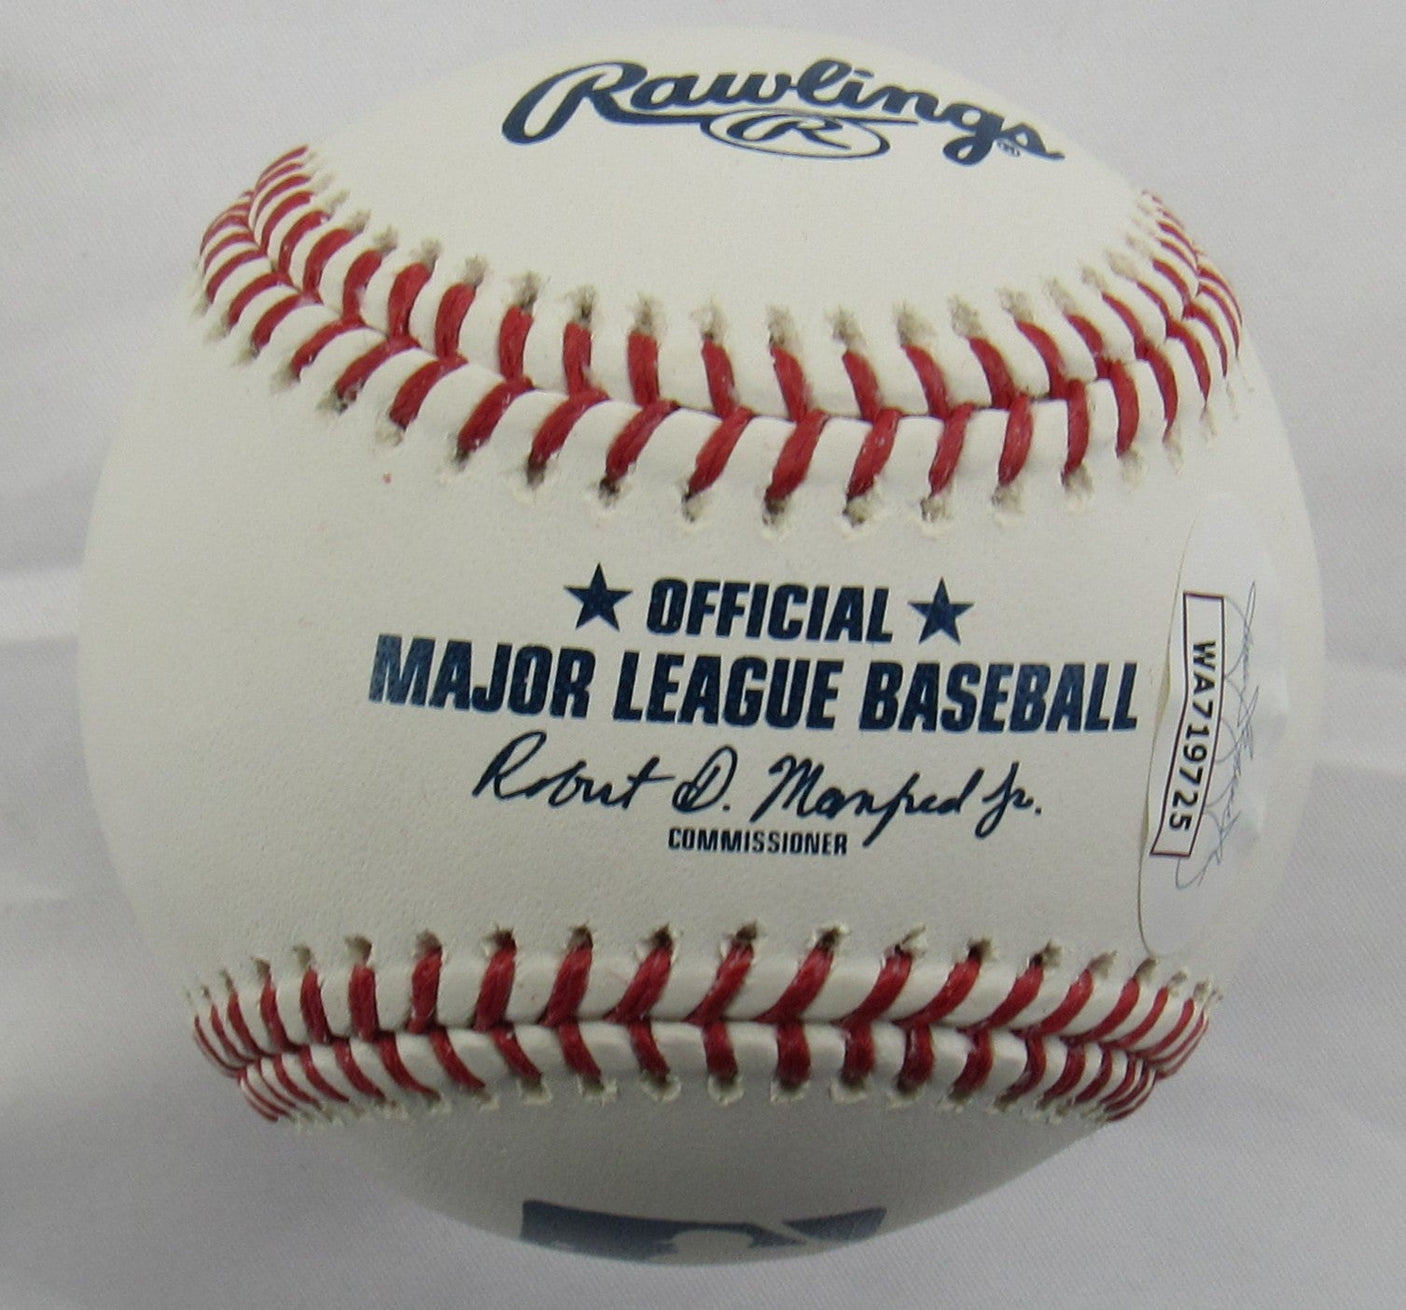 Rawlings
R
®
OFFICIAL
MAJOR LEAGUE BASEBALL
Robert D. Manfred Jr.
COMMISSIONER
WA719725